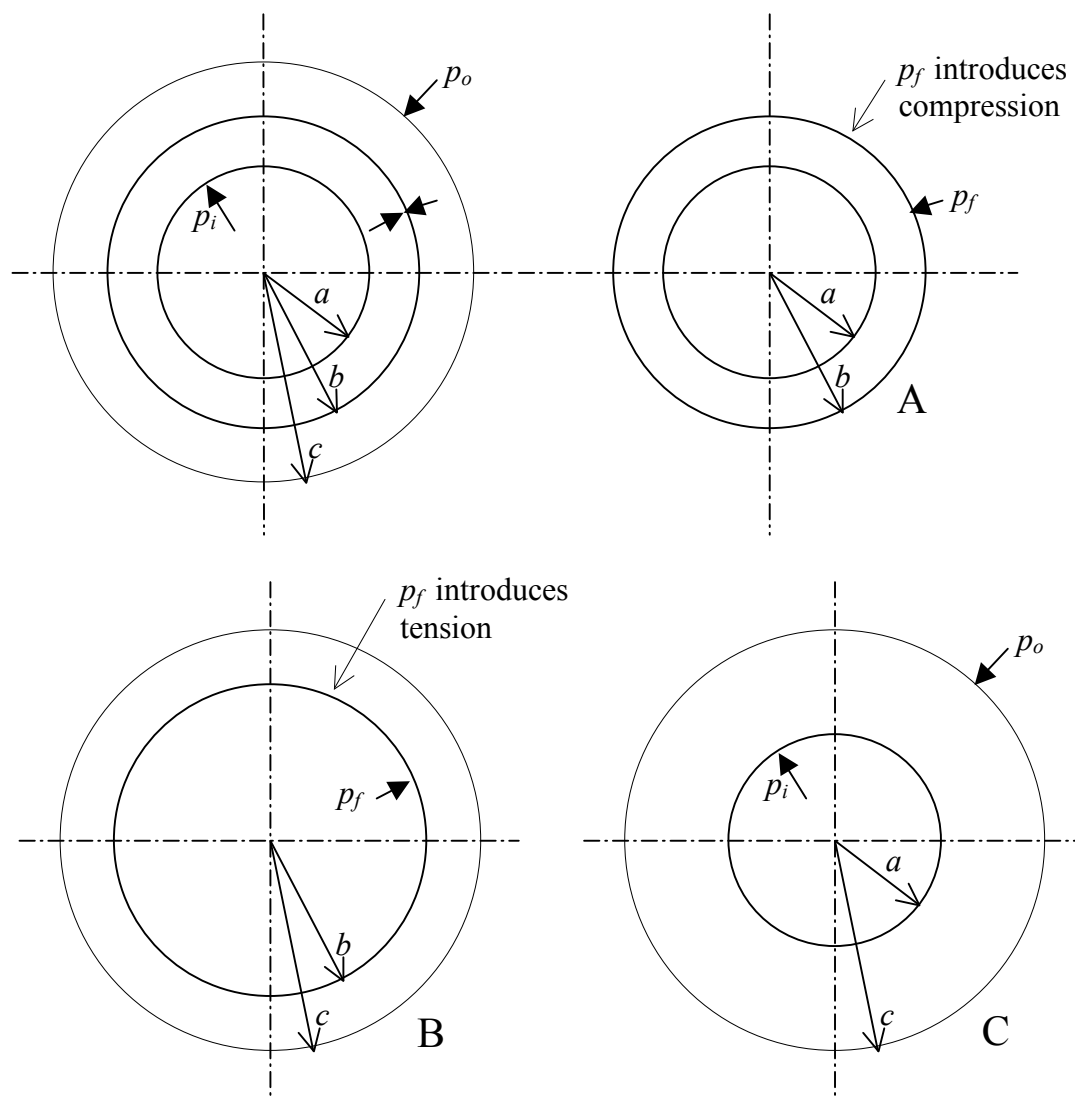 p_o
p_i
a
b
c
p_f introduces
compression
p_f
a
b
A
p_f introduces
tension
p_f
b
c
B
p_o
p_i
a
c
C